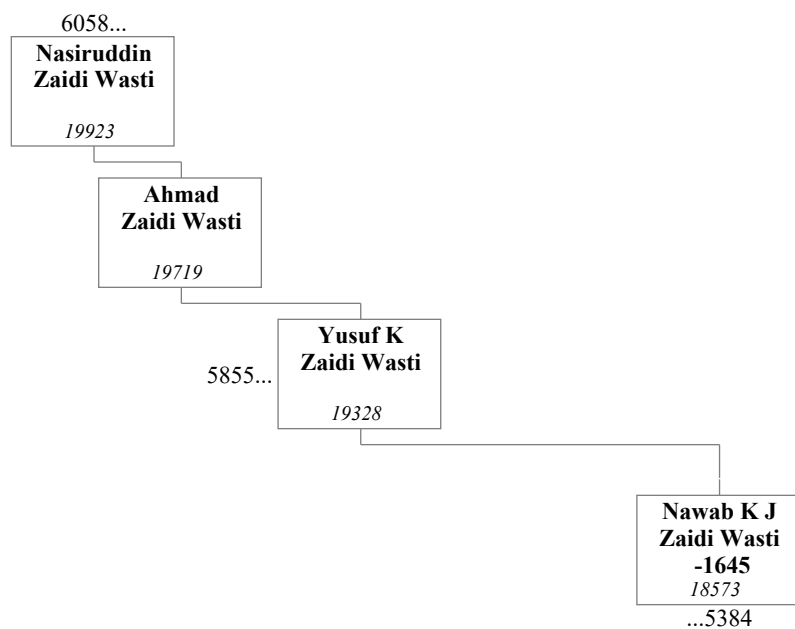 6058...
Nasiruddin
Zaidi Wasti
19923
Ahmad
Zaidi Wasti
19719
Yusuf K
Zaidi Wasti
5855...
19328
Nawab K J
Zaidi Wasti
-1645
18573
...5384